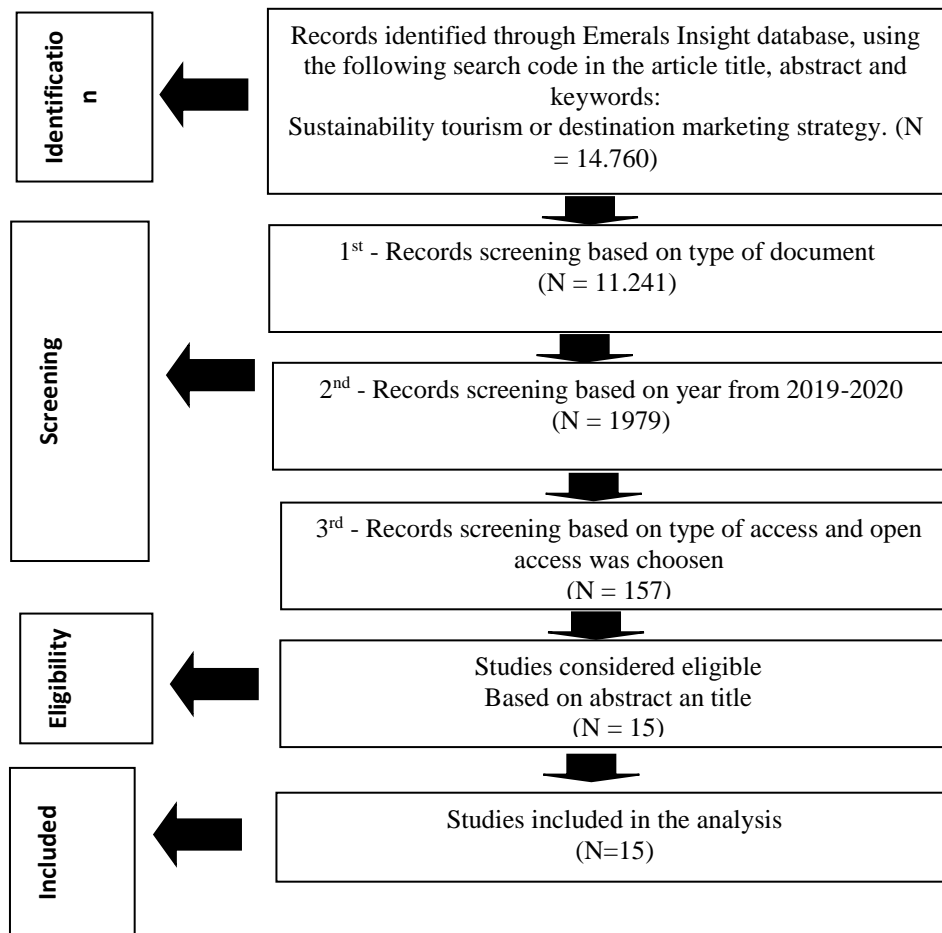 Identificatio
n
Records identified through Emerals Insight database, using
the following search code in the article title, abstract and
keywords:
Sustainability tourism or destination marketing strategy. (N
= 14.760)
Screening
1st - Records screening based on type of document
(N = 11.241)
2nd - Records screening based on year from 2019-2020
(N = 1979)
3rd - Records screening based on type of access and open
access was choosen
(N = 157)
Eligibility
Studies considered eligible
Based on abstract an title
(N = 15)
Included
Studies included in the analysis
(N=15)